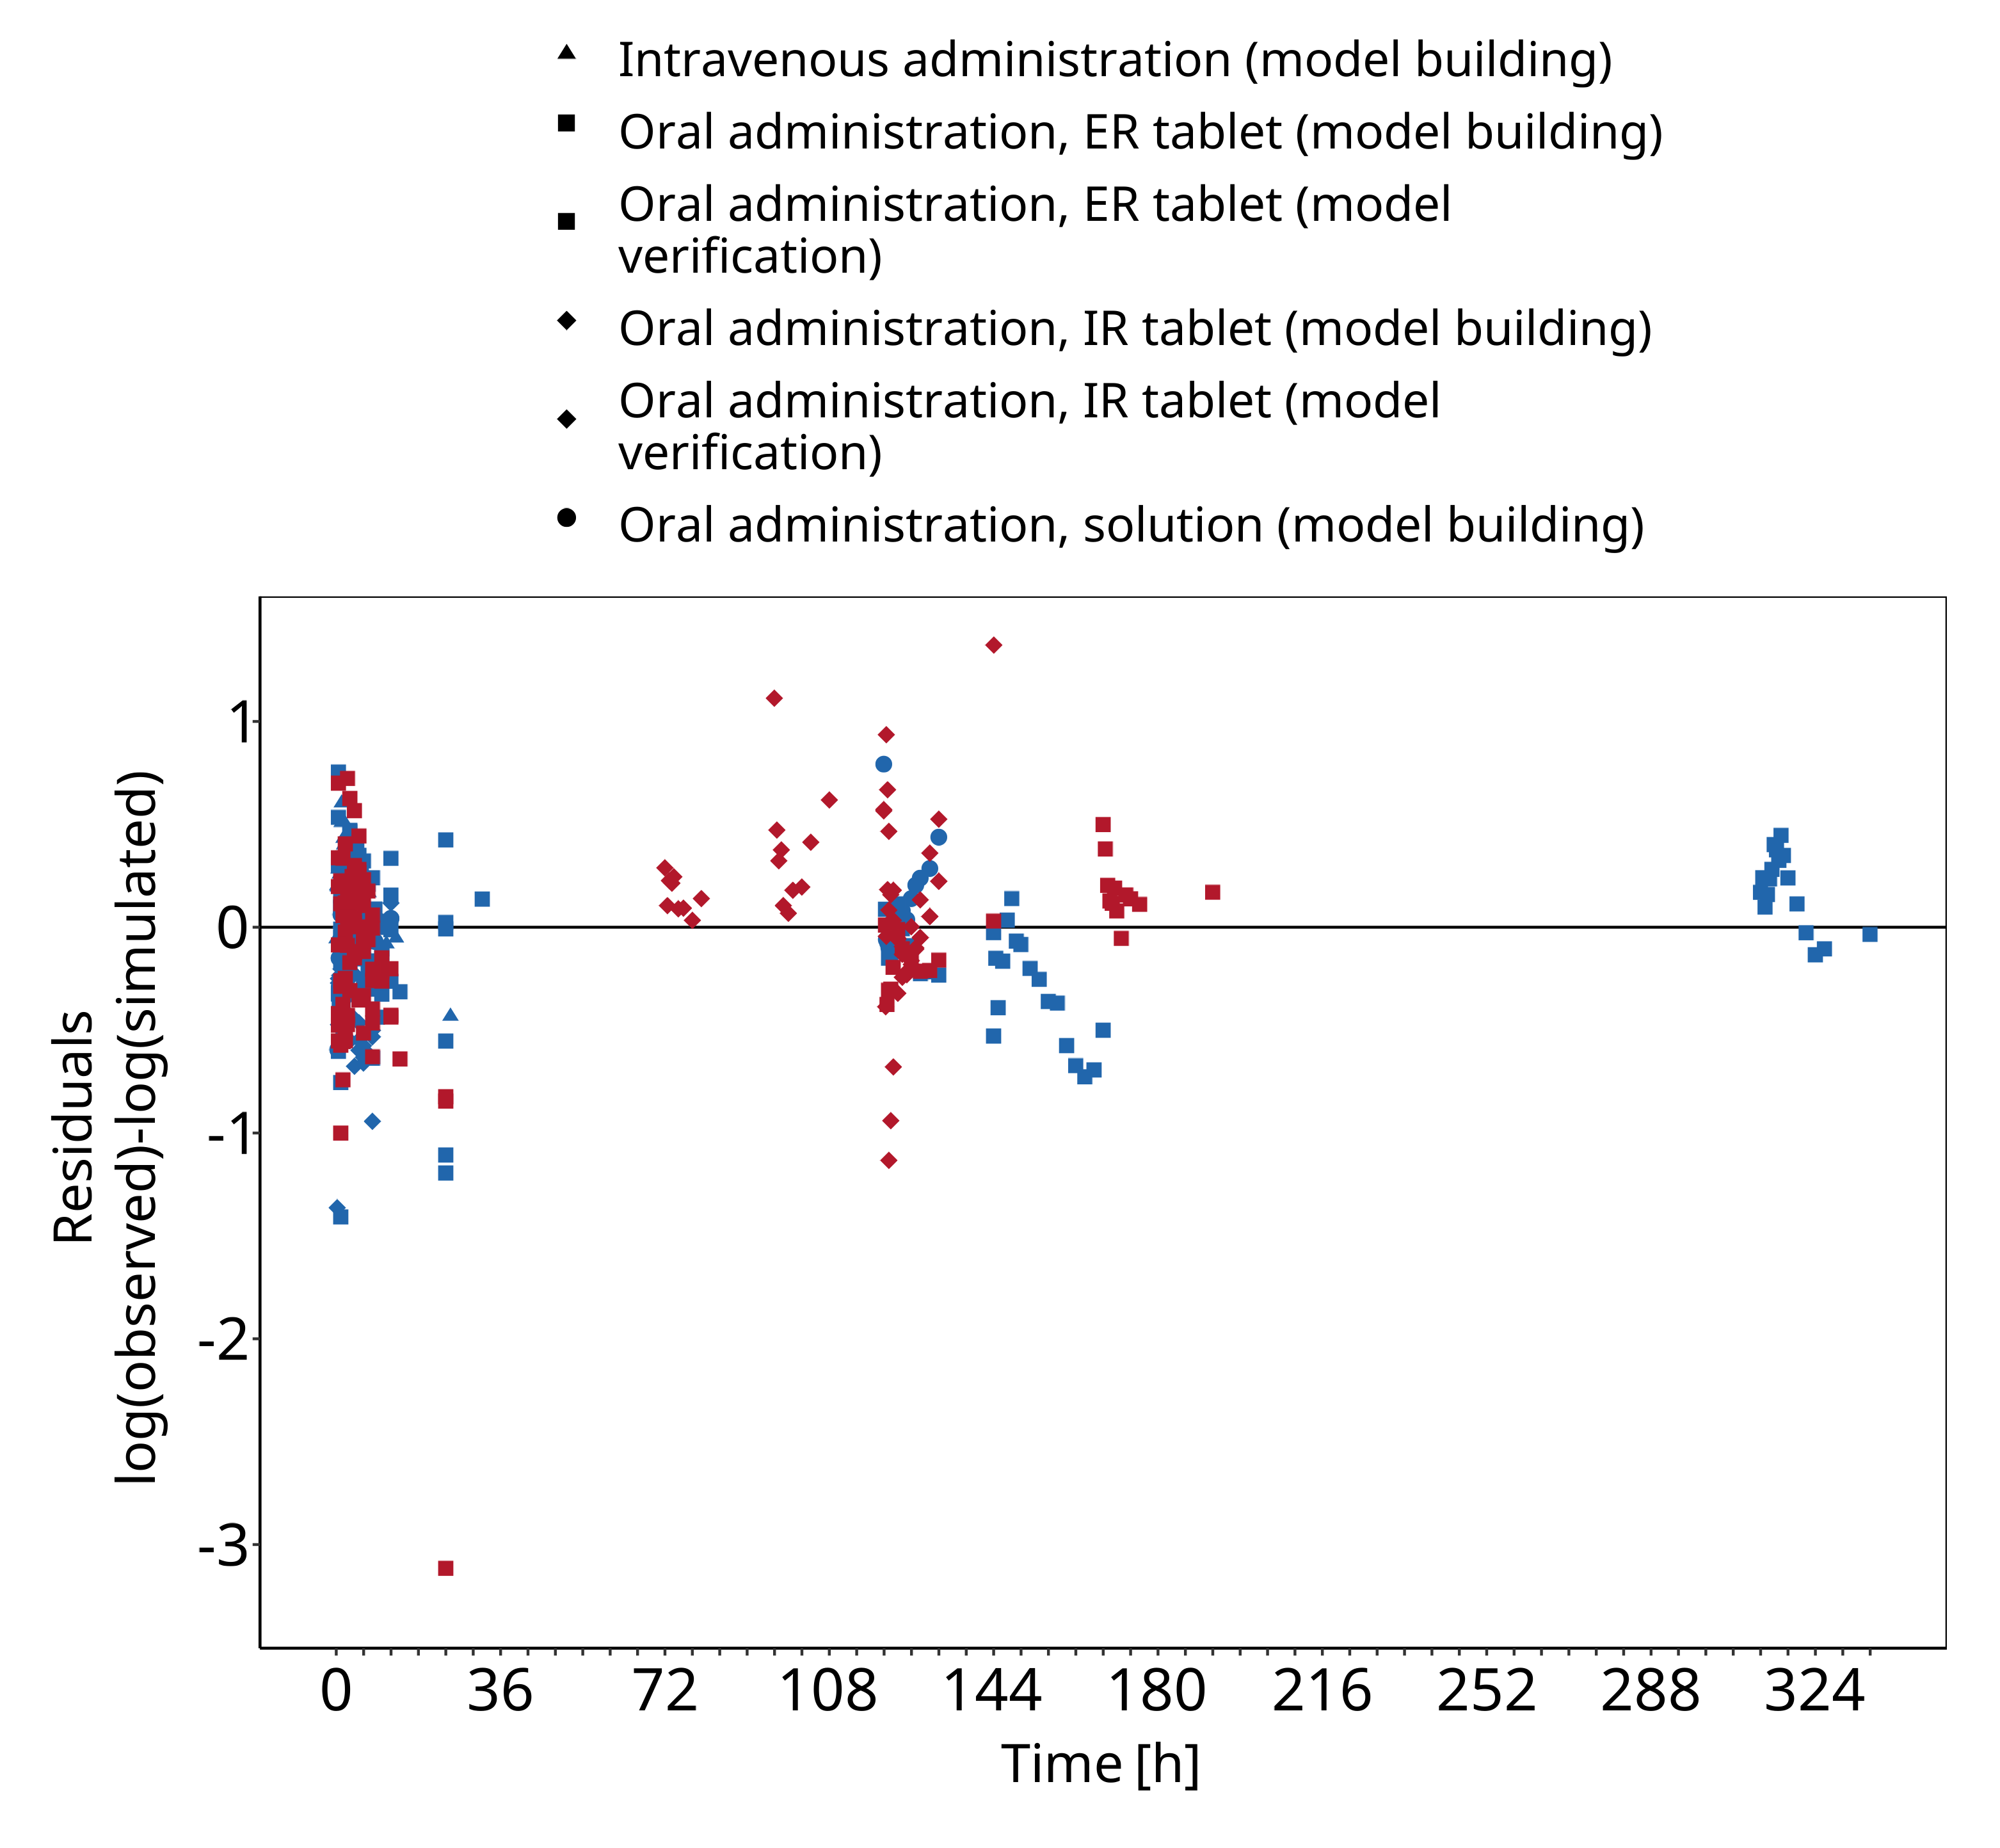 Intravenous administration (model building)
Oral administration, ER tablet (model building)
Oral administration, ER tablet (model
verification)
Oral administration, IR tablet (model building)
Oral administration, IR tablet (model
verification)
Oral administration, solution (model building)
Residuals
log(observed)-log(simulated)
1
0
-1
-2
-3
0 36 72 108 144 180 216 252 288 324
Time [h]